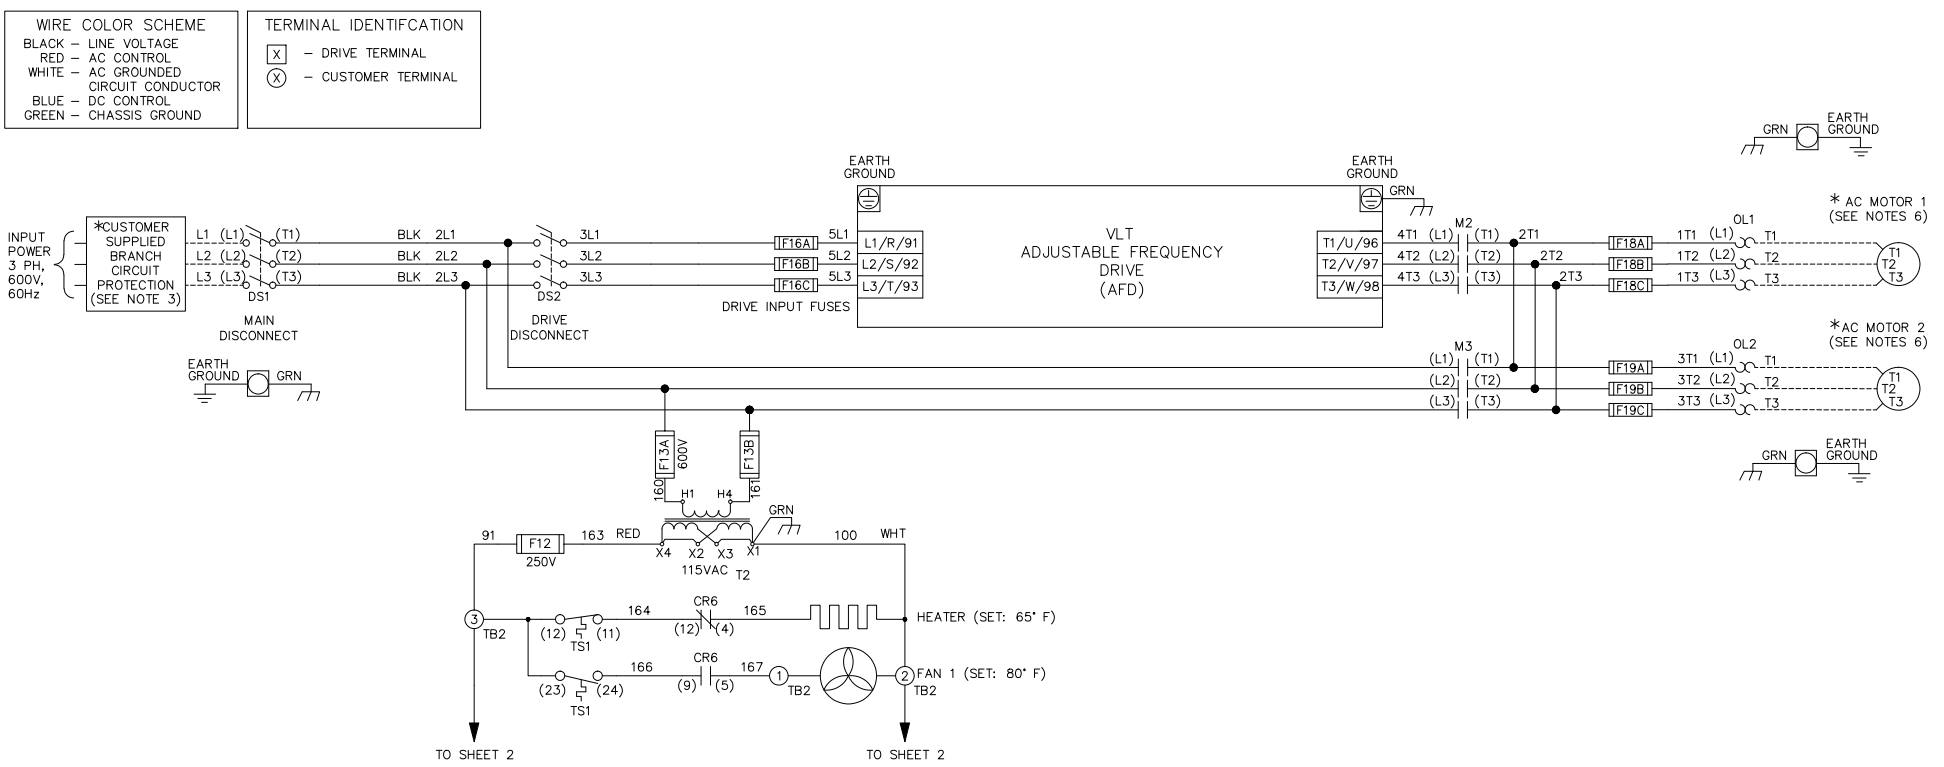 WIRE COLOR SCHEME
BLACK – LINE VOLTAGE
RED – AC CONTROL
WHITE – AC GROUNDED
CIRCUIT CONDUCTOR
BLUE – DC CONTROL
GREEN – CHASSIS GROUND
TERMINAL IDENTIFCATION
X – DRIVE TERMINAL
X – CUSTOMER TERMINAL
INPUT
POWER
3 PH,
600V,
60Hz
*CUSTOMER
SUPPLIED
BRANCH
CIRCUIT
PROTECTION
(SEE NOTE 3)
L1 (L1) (T1)
L2 (L2) (T2)
L3 (L3) (T3)
DS1
MAIN
DISCONNECT
BLK 2L1
BLK 2L2
BLK 2L3
3L1
3L2
3L3
DS2
DRIVE
DISCONNECT
F16A 5L1
F16B 5L2
F16C 5L3
DRIVE INPUT FUSES
EARTH
GROUND
L1/R/91
L2/S/92
L3/T/93
VLT
ADJUSTABLE FREQUENCY
DRIVE
(AFD)
EARTH
GROUND
GRN
T1/U/96
T2/V/97
T3/W/98
M2
4T1 (L1) (T1) 2T1
4T2 (L2) (T2) 2T2
4T3 (L3) (T3) 2T3
F18A 1T1 (L1) T1
F18B 1T2 (L2) T2
F18C 1T3 (L3) T3
OL1
GRN
EARTH
GROUND
* AC MOTOR 1
(SEE NOTES 6)
T1
T2
T3
EARTH
GROUND
GRN
M3
(L1) (T1)
(L2) (T2)
(L3) (T3)
F19A 3T1 (L1) T1
F19B 3T2 (L2) T2
F19C 3T3 (L3) T3
OL2
*AC MOTOR 2
(SEE NOTES 6)
T1
T2
T3
GRN
EARTH
GROUND
F13A
600V
F13B
160
161
H1 H4
GRN
91 F12 163 RED
250V
X4 X2 X3 X1
115VAC T2
100 WHT
3
TB2
(12) (11)
TS1
164
CR6
(12) (4)
165
HEATER (SET: 65° F)
(23) (24)
TS1
166
CR6
(9) (5)
167
1
TB2
2
TB2
FAN 1 (SET: 80° F)
TO SHEET 2
TO SHEET 2